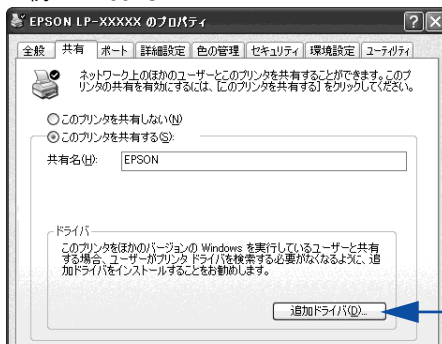 EPSON LP-XXXXX のプロパティ
全般 共有 ポート 詳細設定 色の管理 セキュリティ 環境設定 ユーティリティ
ネットワーク上のほかのユーザーとこのプリンタを共有することができます。このプ
リンタの共有を有効にするには、[このプリンタを共有する] をクリックしてください。
このプリンタを共有しない(N)
このプリンタを共有する(S):
共有名(H): EPSON
ドライバ
このプリンタをほかのバージョンの Windows を実行しているユーザーと共有
する場合、ユーザーがプリンタ ドライバを検索する必要がなくなるように、追
加ドライバをインストールすることをお勧めします。
追加ドライバ(D)...